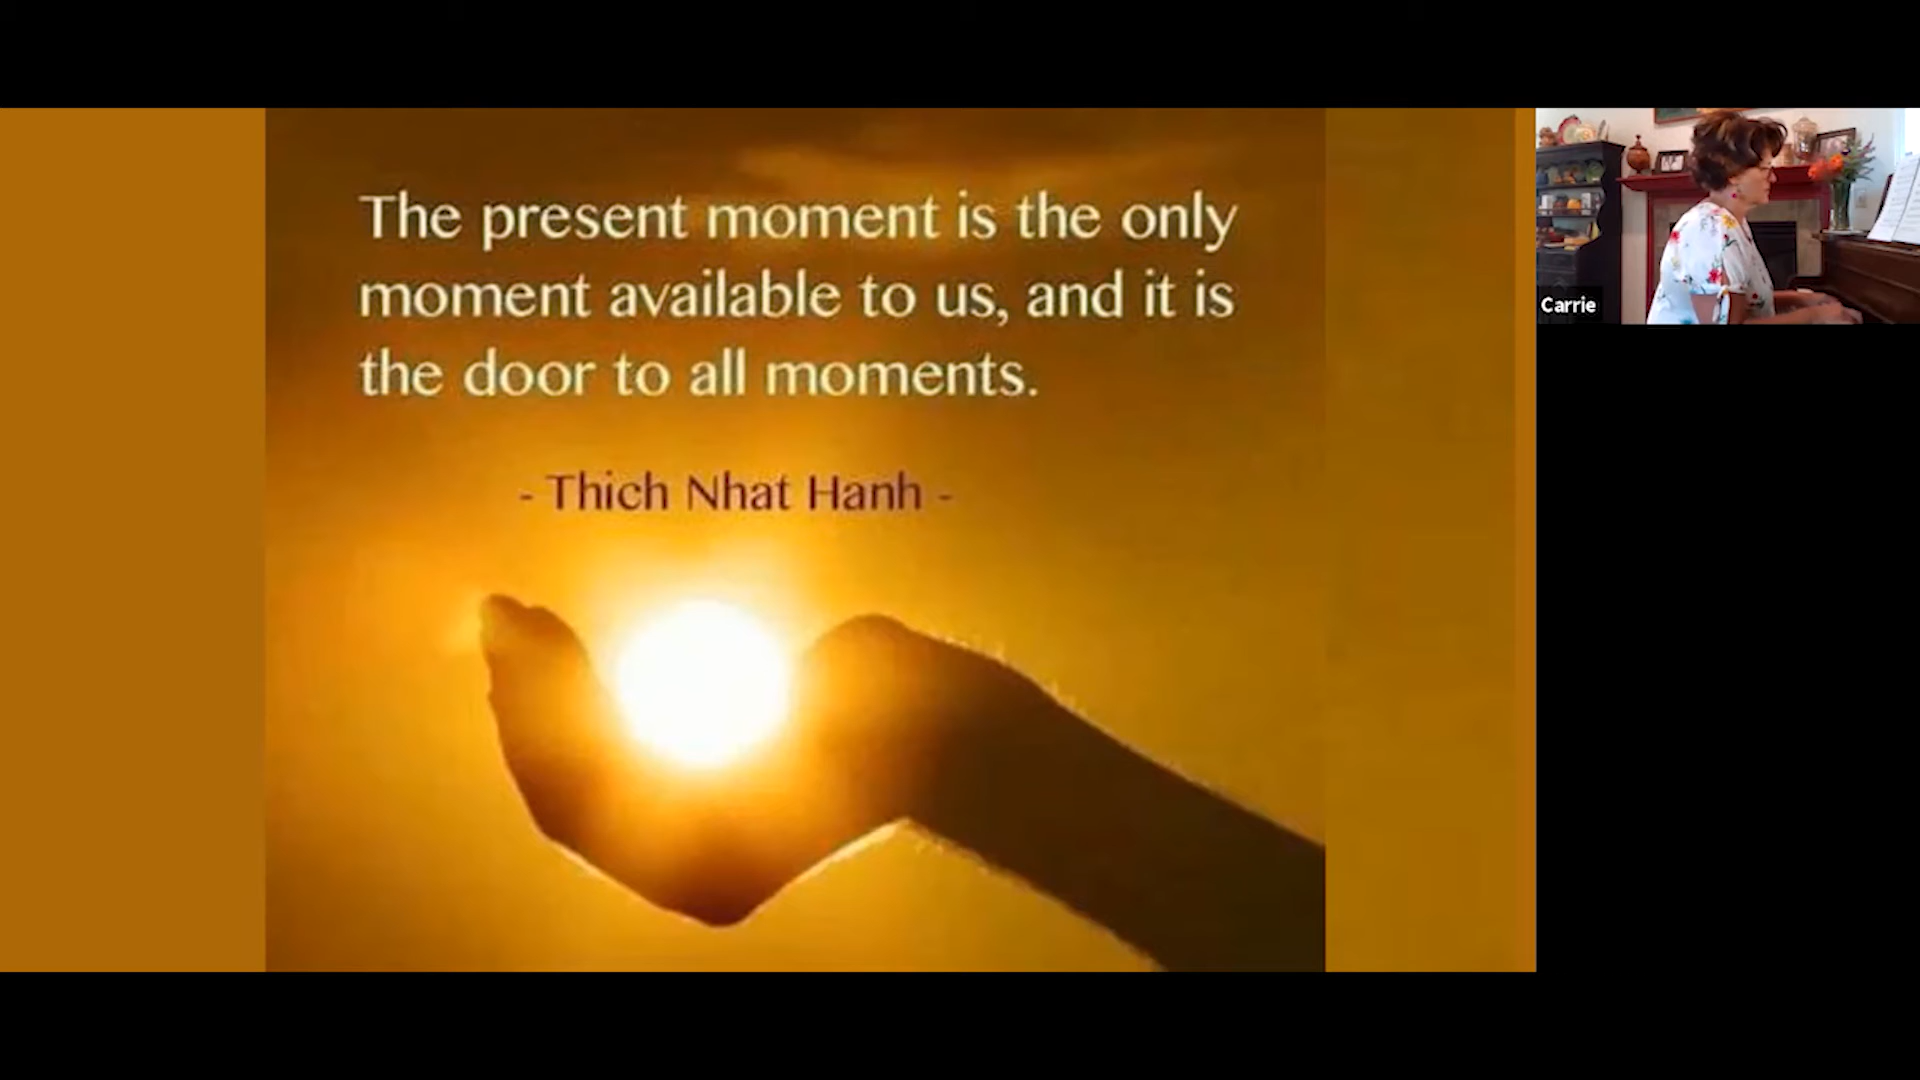 The present moment is the only
moment available to us, and it is
the door to all moments.
- Thich Nhat Hanh -
Carrie